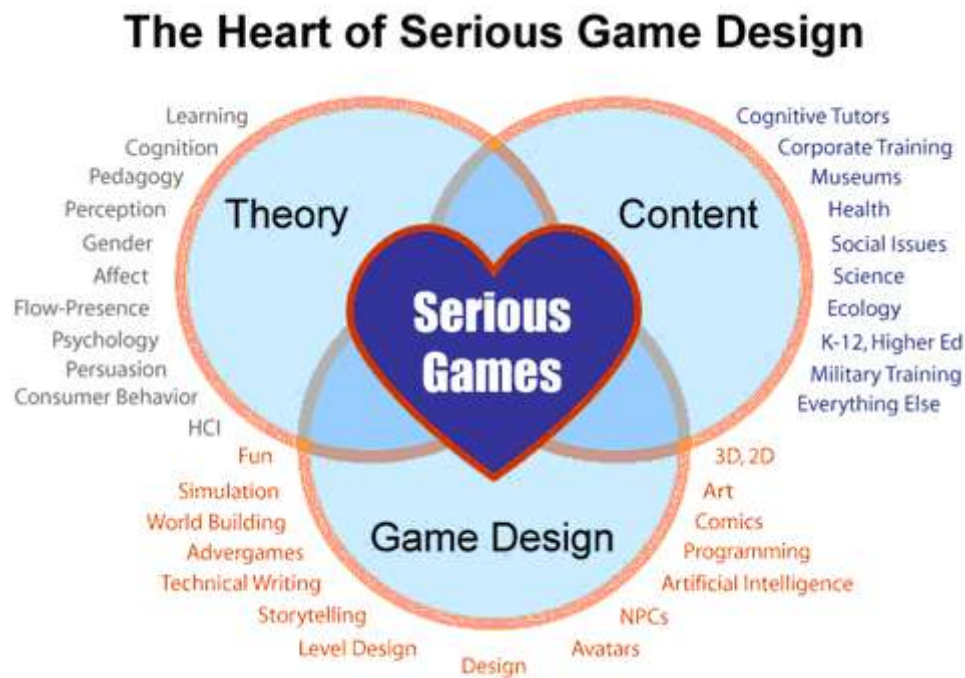 The Heart of Serious Game Design
Learning
Cognition
Pedagogy
Perception
Gender
Affect
Flow-Presence
Psychology
Persuasion
Consumer Behavior
HCI
Theory
Content
Cognitive Tutors
Corporate Training
Museums
Health
Social Issues
Science
Ecology
K-12, Higher Ed
Military Training
Everything Else
Serious
Games
Game Design
Fun
Simulation
World Building
Advergames
Technical Writing
Storytelling
Level Design
Design
Avatars
NPCs
Artificial Intelligence
Programming
Comics
Art
3D, 2D